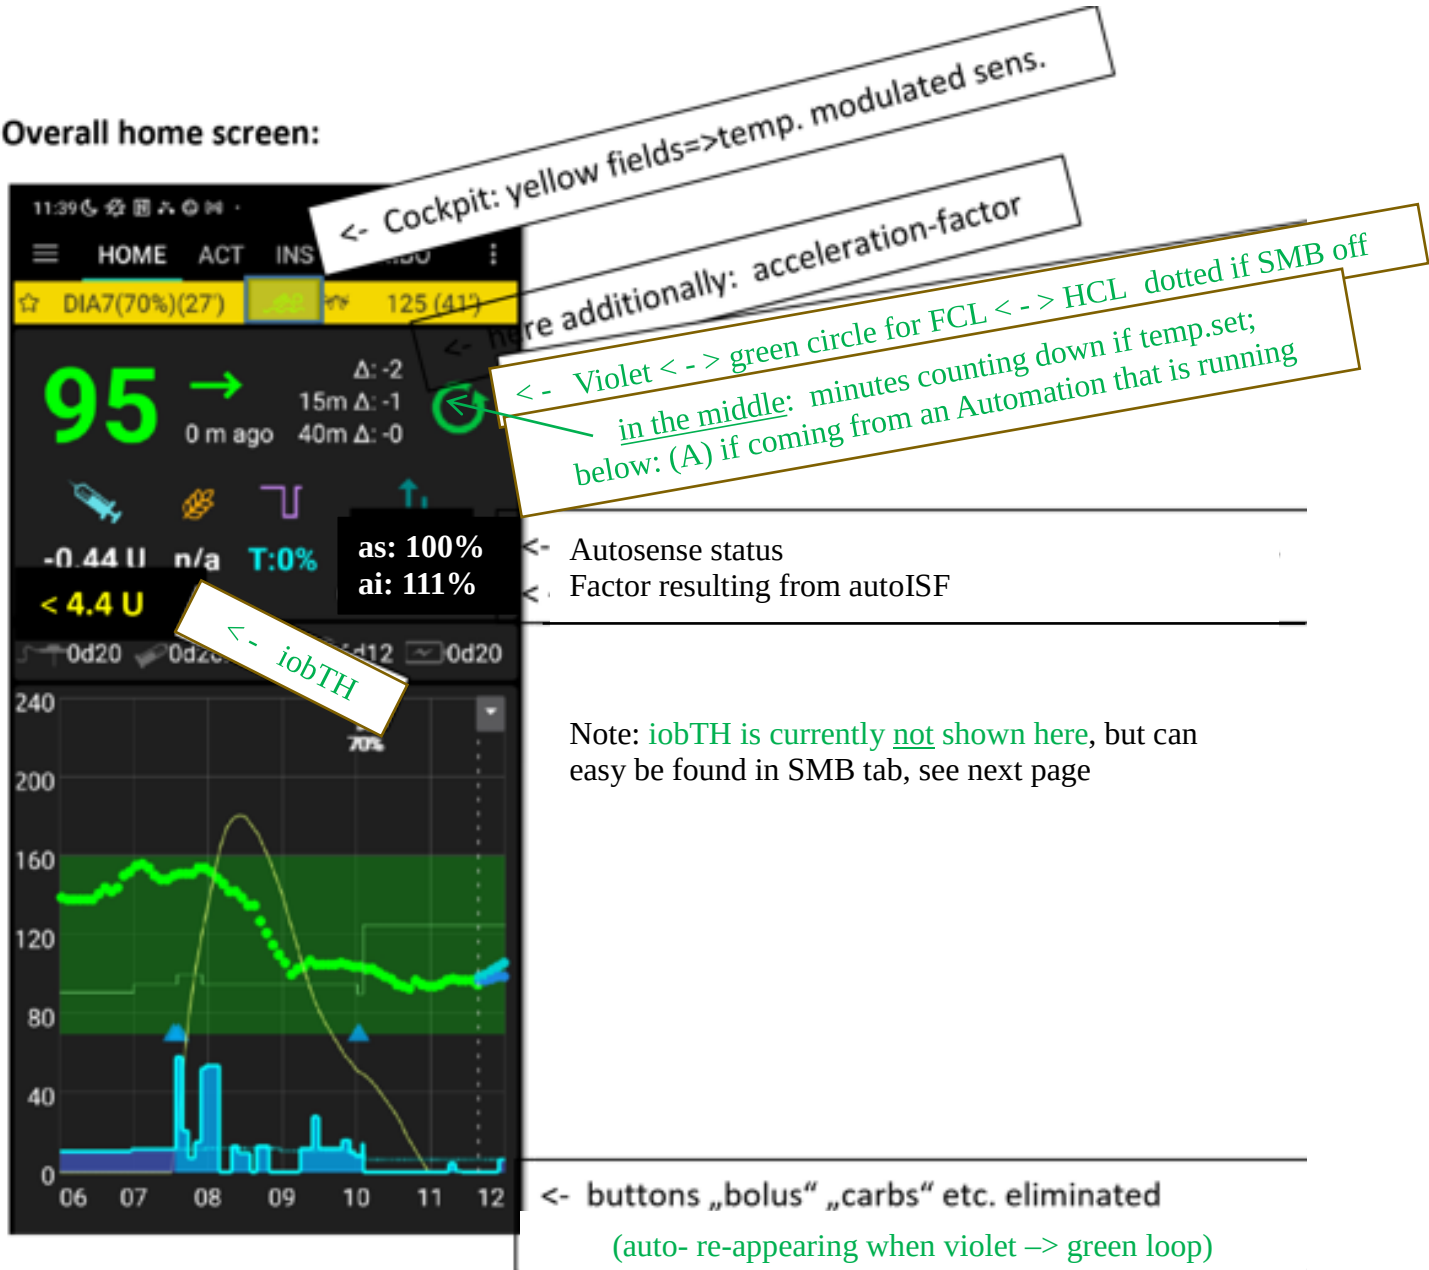 <- Cockpit: yellow fields=>temp. modulated sens.
Overall home screen:
11:39
HOME ACT INS
<- here additionally: acceleration-factor
<- Violet <-> green circle for FCL <-> HCL dotted if SMB off
in the middle: minutes counting down if temp.set;
below: (A) if coming from an Automation that is running
DIA7(70%)(27') 125 (41')
95
Δ: -2
15m Δ: -1
0 m ago 40m Δ: -0
-0.44 U n/a T:0%
as: 100%
ai: 111%
<- Autosense status
< Factor resulting from autoISF
< 4.4 U
<- iobTH
0d20 d12 0d20
240
70%
Note: iobTH is currently not shown here, but can
easy be found in SMB tab, see next page
200
160
120
80
40
0
06 07 08 09 10 11 12
<- buttons „bolus“ „carbs“ etc. eliminated
(auto- re-appearing when violet –> green loop)